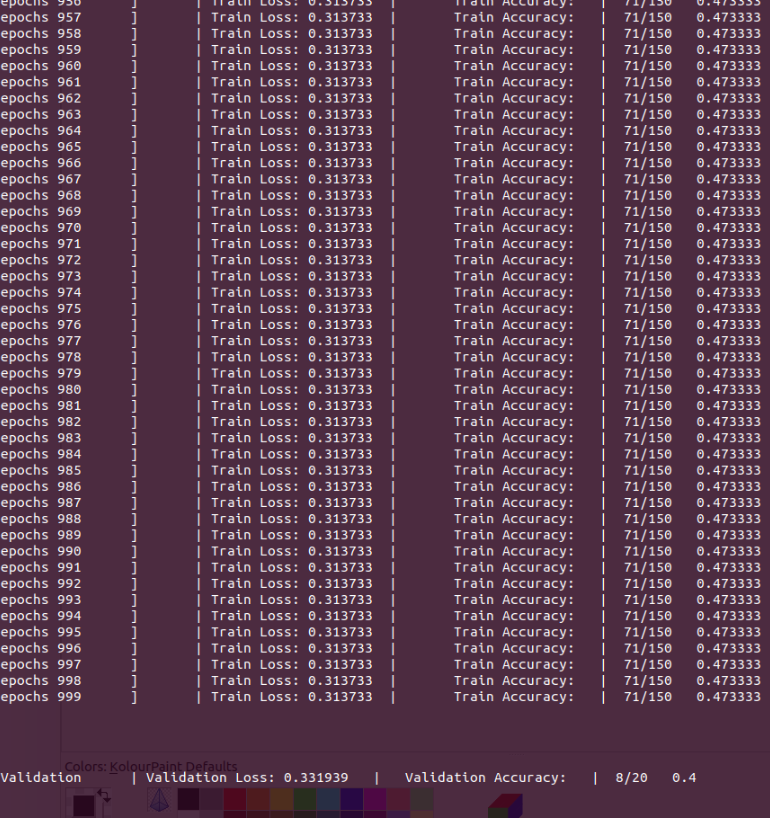 epochs 956 ] | Train Loss: 0.313733 | Train Accuracy: | 71/150 0.473333
epochs 957 ] | Train Loss: 0.313733 | Train Accuracy: | 71/150 0.473333
epochs 958 ] | Train Loss: 0.313733 | Train Accuracy: | 71/150 0.473333
epochs 959 ] | Train Loss: 0.313733 | Train Accuracy: | 71/150 0.473333
epochs 960 ] | Train Loss: 0.313733 | Train Accuracy: | 71/150 0.473333
epochs 961 ] | Train Loss: 0.313733 | Train Accuracy: | 71/150 0.473333
epochs 962 ] | Train Loss: 0.313733 | Train Accuracy: | 71/150 0.473333
epochs 963 ] | Train Loss: 0.313733 | Train Accuracy: | 71/150 0.473333
epochs 964 ] | Train Loss: 0.313733 | Train Accuracy: | 71/150 0.473333
epochs 965 ] | Train Loss: 0.313733 | Train Accuracy: | 71/150 0.473333
epochs 966 ] | Train Loss: 0.313733 | Train Accuracy: | 71/150 0.473333
epochs 967 ] | Train Loss: 0.313733 | Train Accuracy: | 71/150 0.473333
epochs 968 ] | Train Loss: 0.313733 | Train Accuracy: | 71/150 0.473333
epochs 969 ] | Train Loss: 0.313733 | Train Accuracy: | 71/150 0.473333
epochs 970 ] | Train Loss: 0.313733 | Train Accuracy: | 71/150 0.473333
epochs 971 ] | Train Loss: 0.313733 | Train Accuracy: | 71/150 0.473333
epochs 972 ] | Train Loss: 0.313733 | Train Accuracy: | 71/150 0.473333
epochs 973 ] | Train Loss: 0.313733 | Train Accuracy: | 71/150 0.473333
epochs 974 ] | Train Loss: 0.313733 | Train Accuracy: | 71/150 0.473333
epochs 975 ] | Train Loss: 0.313733 | Train Accuracy: | 71/150 0.473333
epochs 976 ] | Train Loss: 0.313733 | Train Accuracy: | 71/150 0.473333
epochs 977 ] | Train Loss: 0.313733 | Train Accuracy: | 71/150 0.473333
epochs 978 ] | Train Loss: 0.313733 | Train Accuracy: | 71/150 0.473333
epochs 979 ] | Train Loss: 0.313733 | Train Accuracy: | 71/150 0.473333
epochs 980 ] | Train Loss: 0.313733 | Train Accuracy: | 71/150 0.473333
epochs 981 ] | Train Loss: 0.313733 | Train Accuracy: | 71/150 0.473333
epochs 982 ] | Train Loss: 0.313733 | Train Accuracy: | 71/150 0.473333
epochs 983 ] | Train Loss: 0.313733 | Train Accuracy: | 71/150 0.473333
epochs 984 ] | Train Loss: 0.313733 | Train Accuracy: | 71/150 0.473333
epochs 985 ] | Train Loss: 0.313733 | Train Accuracy: | 71/150 0.473333
epochs 986 ] | Train Loss: 0.313733 | Train Accuracy: | 71/150 0.473333
epochs 987 ] | Train Loss: 0.313733 | Train Accuracy: | 71/150 0.473333
epochs 988 ] | Train Loss: 0.313733 | Train Accuracy: | 71/150 0.473333
epochs 989 ] | Train Loss: 0.313733 | Train Accuracy: | 71/150 0.473333
epochs 990 ] | Train Loss: 0.313733 | Train Accuracy: | 71/150 0.473333
epochs 991 ] | Train Loss: 0.313733 | Train Accuracy: | 71/150 0.473333
epochs 992 ] | Train Loss: 0.313733 | Train Accuracy: | 71/150 0.473333
epochs 993 ] | Train Loss: 0.313733 | Train Accuracy: | 71/150 0.473333
epochs 994 ] | Train Loss: 0.313733 | Train Accuracy: | 71/150 0.473333
epochs 995 ] | Train Loss: 0.313733 | Train Accuracy: | 71/150 0.473333
epochs 996 ] | Train Loss: 0.313733 | Train Accuracy: | 71/150 0.473333
epochs 997 ] | Train Loss: 0.313733 | Train Accuracy: | 71/150 0.473333
epochs 998 ] | Train Loss: 0.313733 | Train Accuracy: | 71/150 0.473333
epochs 999 ] | Train Loss: 0.313733 | Train Accuracy: | 71/150 0.473333
Colors: KolourPaint Defaults
Validation | Validation Loss: 0.331939 | Validation Accuracy: | 8/20 0.4